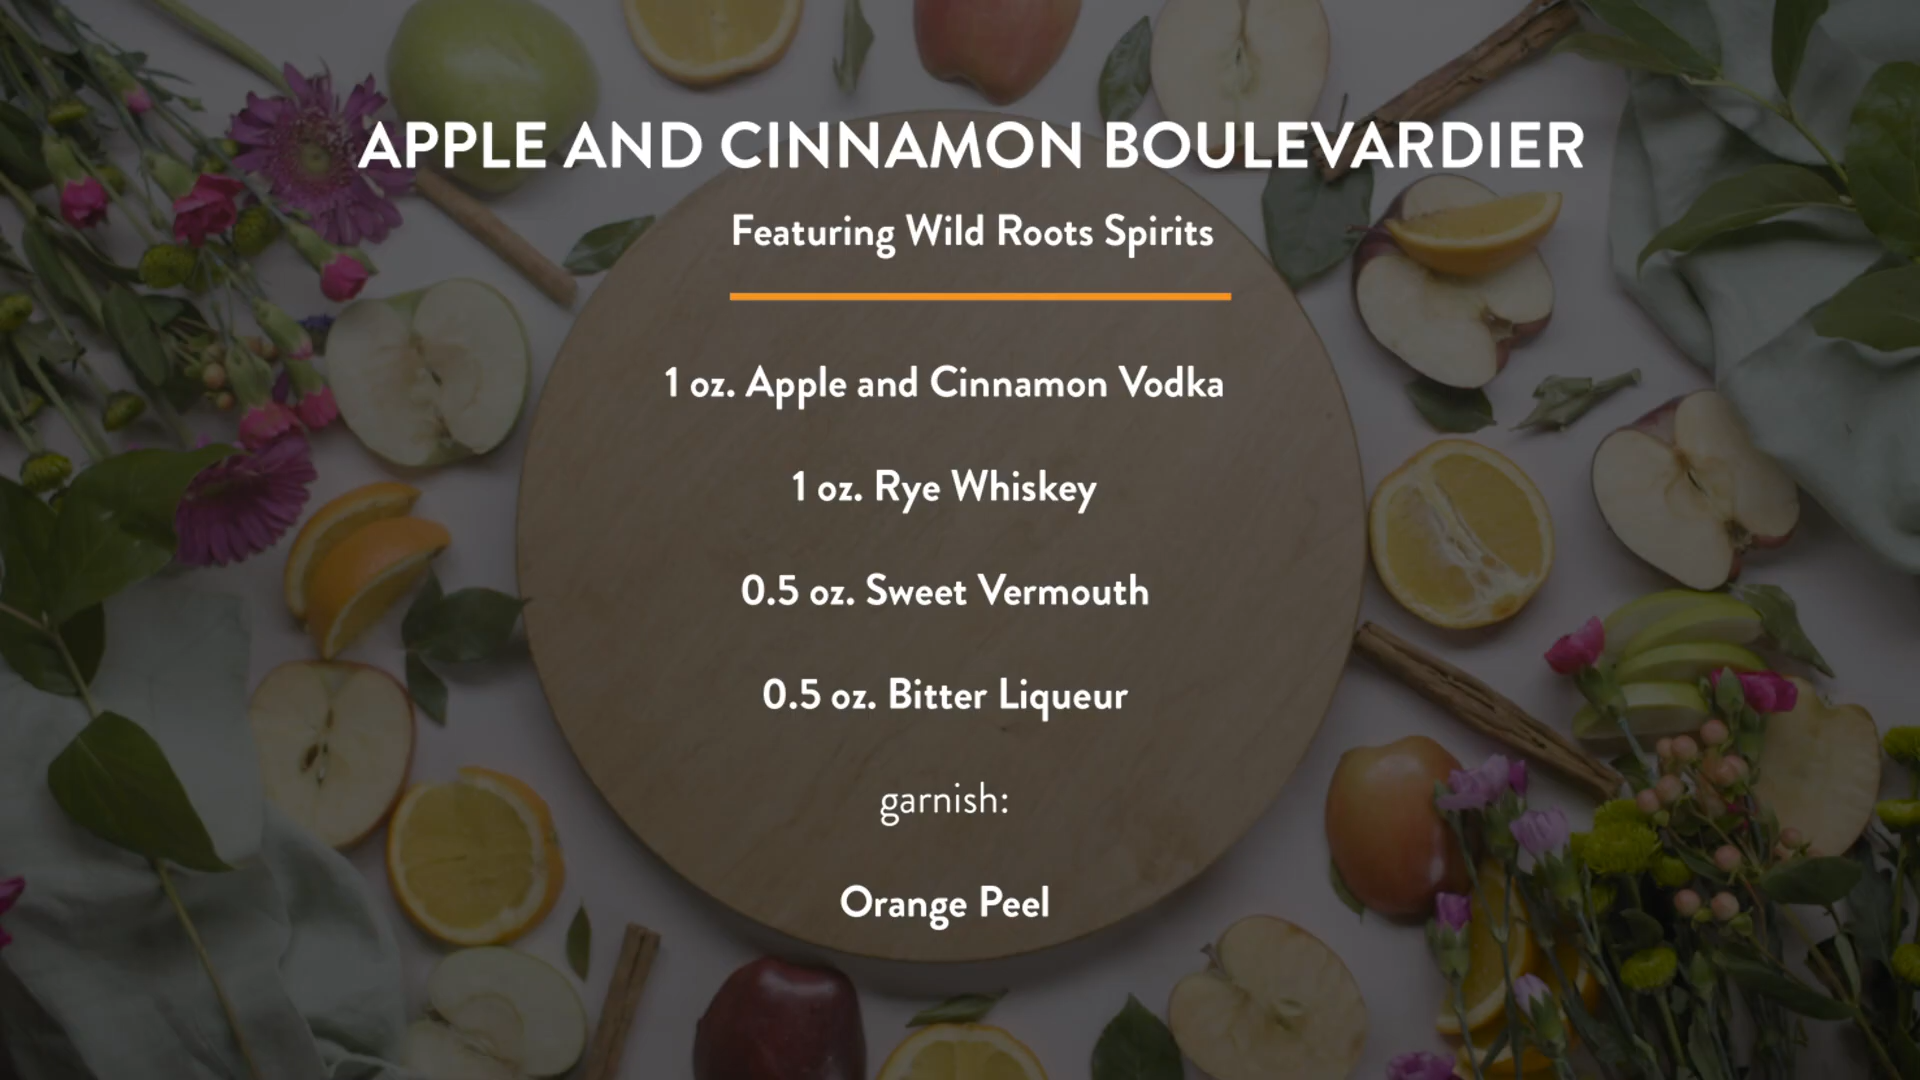 APPLE AND CINNAMON BOULEVARDIER
Featuring Wild Roots Spirits
1 oz. Apple and Cinnamon Vodka
1 oz. Rye Whiskey
0.5 oz. Sweet Vermouth
0.5 oz. Bitter Liqueur
garnish:
Orange Peel